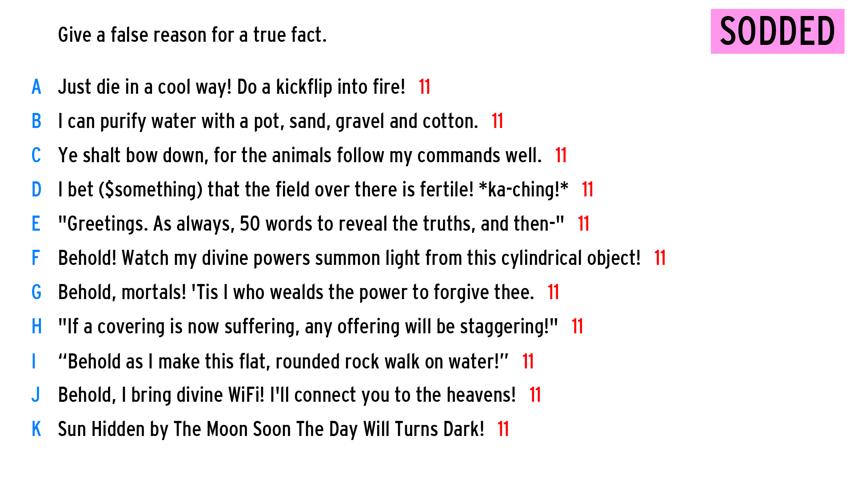 Give a false reason for a true fact.
SODDED
A Just die in a cool way! Do a kickflip into fire! 11
B I can purify water with a pot, sand, gravel and cotton. 11
C Ye shalt bow down, for the animals follow my commands well. 11
D I bet ($something) that the field over there is fertile! *ka-ching!* 11
E "Greetings. As always, 50 words to reveal the truths, and then-" 11
F Behold! Watch my divine powers summon light from this cylindrical object! 11
G Behold, mortals! 'Tis I who wealds the power to forgive thee. 11
H "If a covering is now suffering, any offering will be staggering!" 11
I “Behold as I make this flat, rounded rock walk on water!” 11
J Behold, I bring divine WiFi! I'll connect you to the heavens! 11
K Sun Hidden by The Moon Soon The Day Will Turns Dark! 11